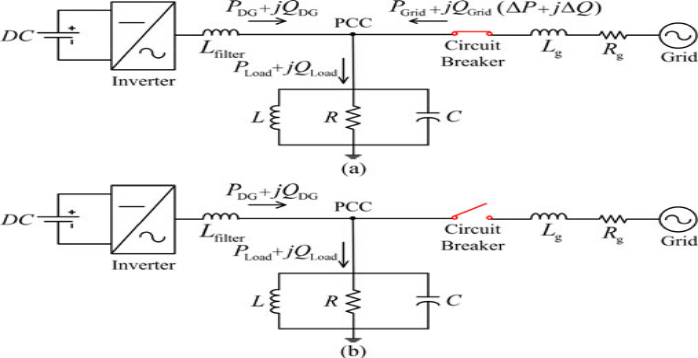 P_DG+jQ_DG PCC P_Grid+jQ_Grid (ΔP+jΔQ)
DC + L_filter Circuit Breaker L_g R_g Grid
Inverter P_Load+jQ_Load
L R C
(a)
P_DG+jQ_DG PCC
DC + L_filter Circuit Breaker L_g R_g Grid
Inverter P_Load+jQ_Load
L R C
(b)